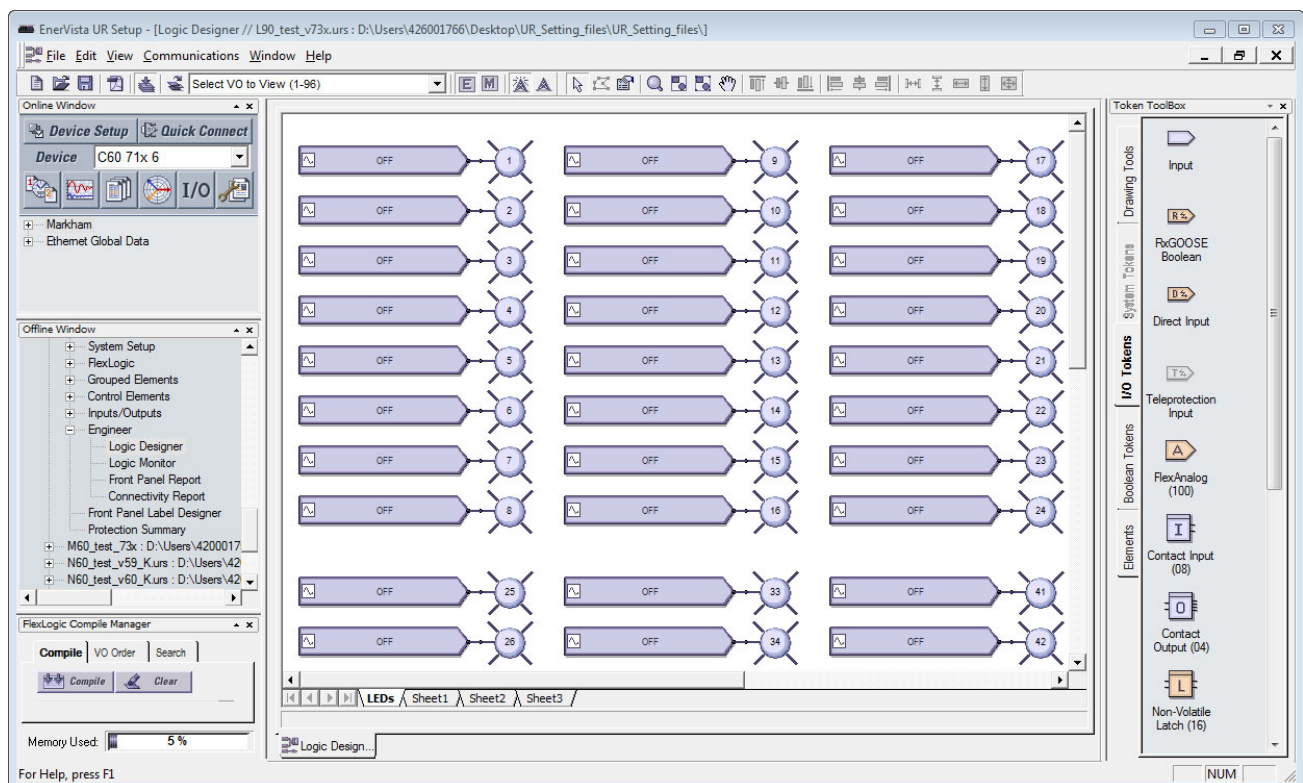 EnerVista UR Setup - [Logic Designer // L90_test_v73x.urs : D:\Users\426001766\Desktop\UR_Setting_files\UR_Setting_files\]
File Edit View Communications Window Help
Select VO to View (1-96)
E M
Online Window
Device Setup Quick Connect
Device C60 71x 6
I/O
Markham
Ethernet Global Data
Offline Window
System Setup
FlexLogic
Grouped Elements
Control Elements
Inputs/Outputs
Engineer
Logic Designer
Logic Monitor
Front Panel Report
Connectivity Report
Front Panel Label Designer
Protection Summary
M60_test_73x : D:\Users\4200017
N60_test_v59_K.urs : D:\Users\42
N60_test_v60_K.urs : D:\Users\42
FlexLogic Compile Manager
Compile VO Order Search
Compile Clear
Memory Used: 5 %
OFF 1 OFF 9 OFF 17
OFF 2 OFF 10 OFF 18
OFF 3 OFF 11 OFF 19
OFF 4 OFF 12 OFF 20
OFF 5 OFF 13 OFF 21
OFF 6 OFF 14 OFF 22
OFF 7 OFF 15 OFF 23
OFF 8 OFF 16 OFF 24
OFF 25 OFF 33 OFF 41
OFF 26 OFF 34 OFF 42
LEDs Sheet1 Sheet2 Sheet3
Logic Design...
Token ToolBox
Drawing Tools
System Tokens
I/O Tokens
Boolean Tokens
Elements
Input
R%
RxGOOSE
Boolean
D%
Direct Input
T%
Teleprotection
Input
A
FlexAnalog
(100)
I
Contact Input
(08)
O
Contact
Output (04)
L
Non-Volatile
Latch (16)
For Help, press F1
NUM